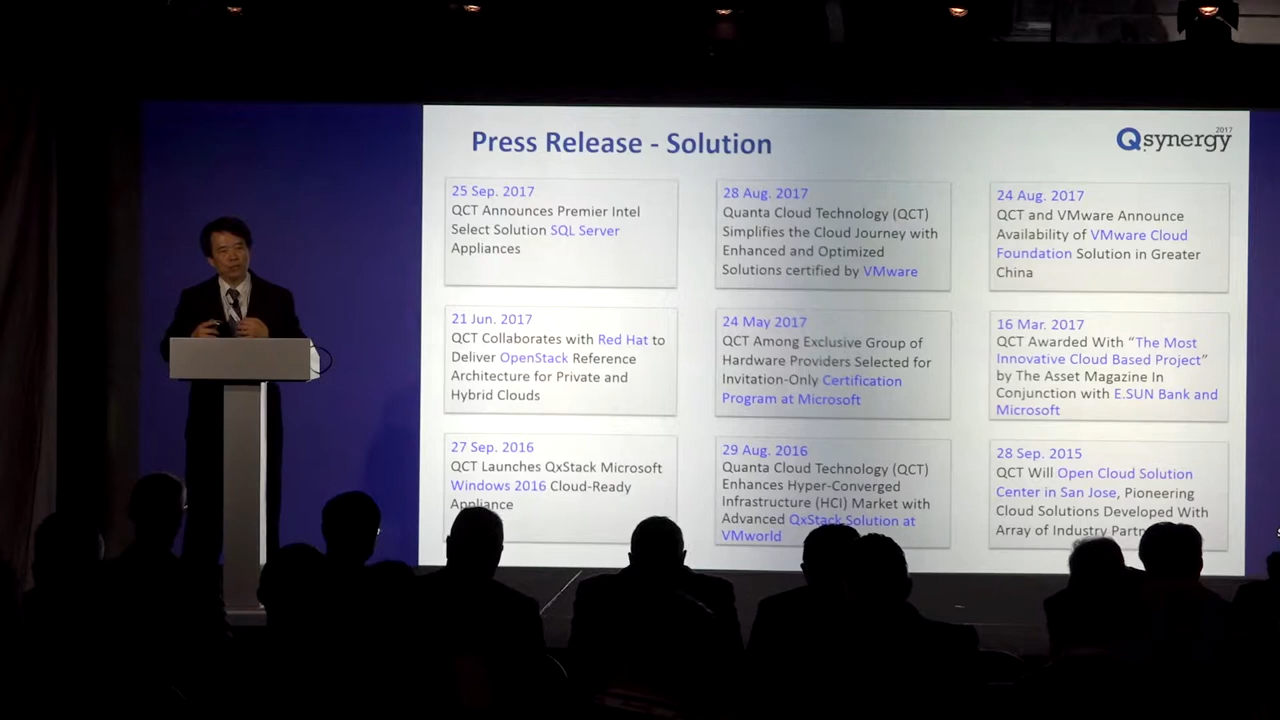 Press Release - Solution
Qsynergy 2017
25 Sep. 2017
QCT Announces Premier Intel
Select Solution SQL Server
Appliances
28 Aug. 2017
Quanta Cloud Technology (QCT)
Simplifies the Cloud Journey with
Enhanced and Optimized
Solutions certified by VMware
24 Aug. 2017
QCT and VMware Announce
Availability of VMware Cloud
Foundation Solution in Greater
China
21 Jun. 2017
QCT Collaborates with Red Hat to
Deliver OpenStack Reference
Architecture for Private and
Hybrid Clouds
24 May 2017
QCT Among Exclusive Group of
Hardware Providers Selected for
Invitation-Only Certification
Program at Microsoft
16 Mar. 2017
QCT Awarded With “The Most
Innovative Cloud Based Project”
by The Asset Magazine In
Conjunction with E.SUN Bank and
Microsoft
27 Sep. 2016
QCT Launches QxStack Microsoft
Windows 2016 Cloud-Ready
Appliance
29 Aug. 2016
Quanta Cloud Technology (QCT)
Enhances Hyper-Converged
Infrastructure (HCI) Market with
Advanced QxStack Solution at
VMworld
28 Sep. 2015
QCT Will Open Cloud Solution
Center in San Jose, Pioneering
Cloud Solutions Developed With
Array of Industry